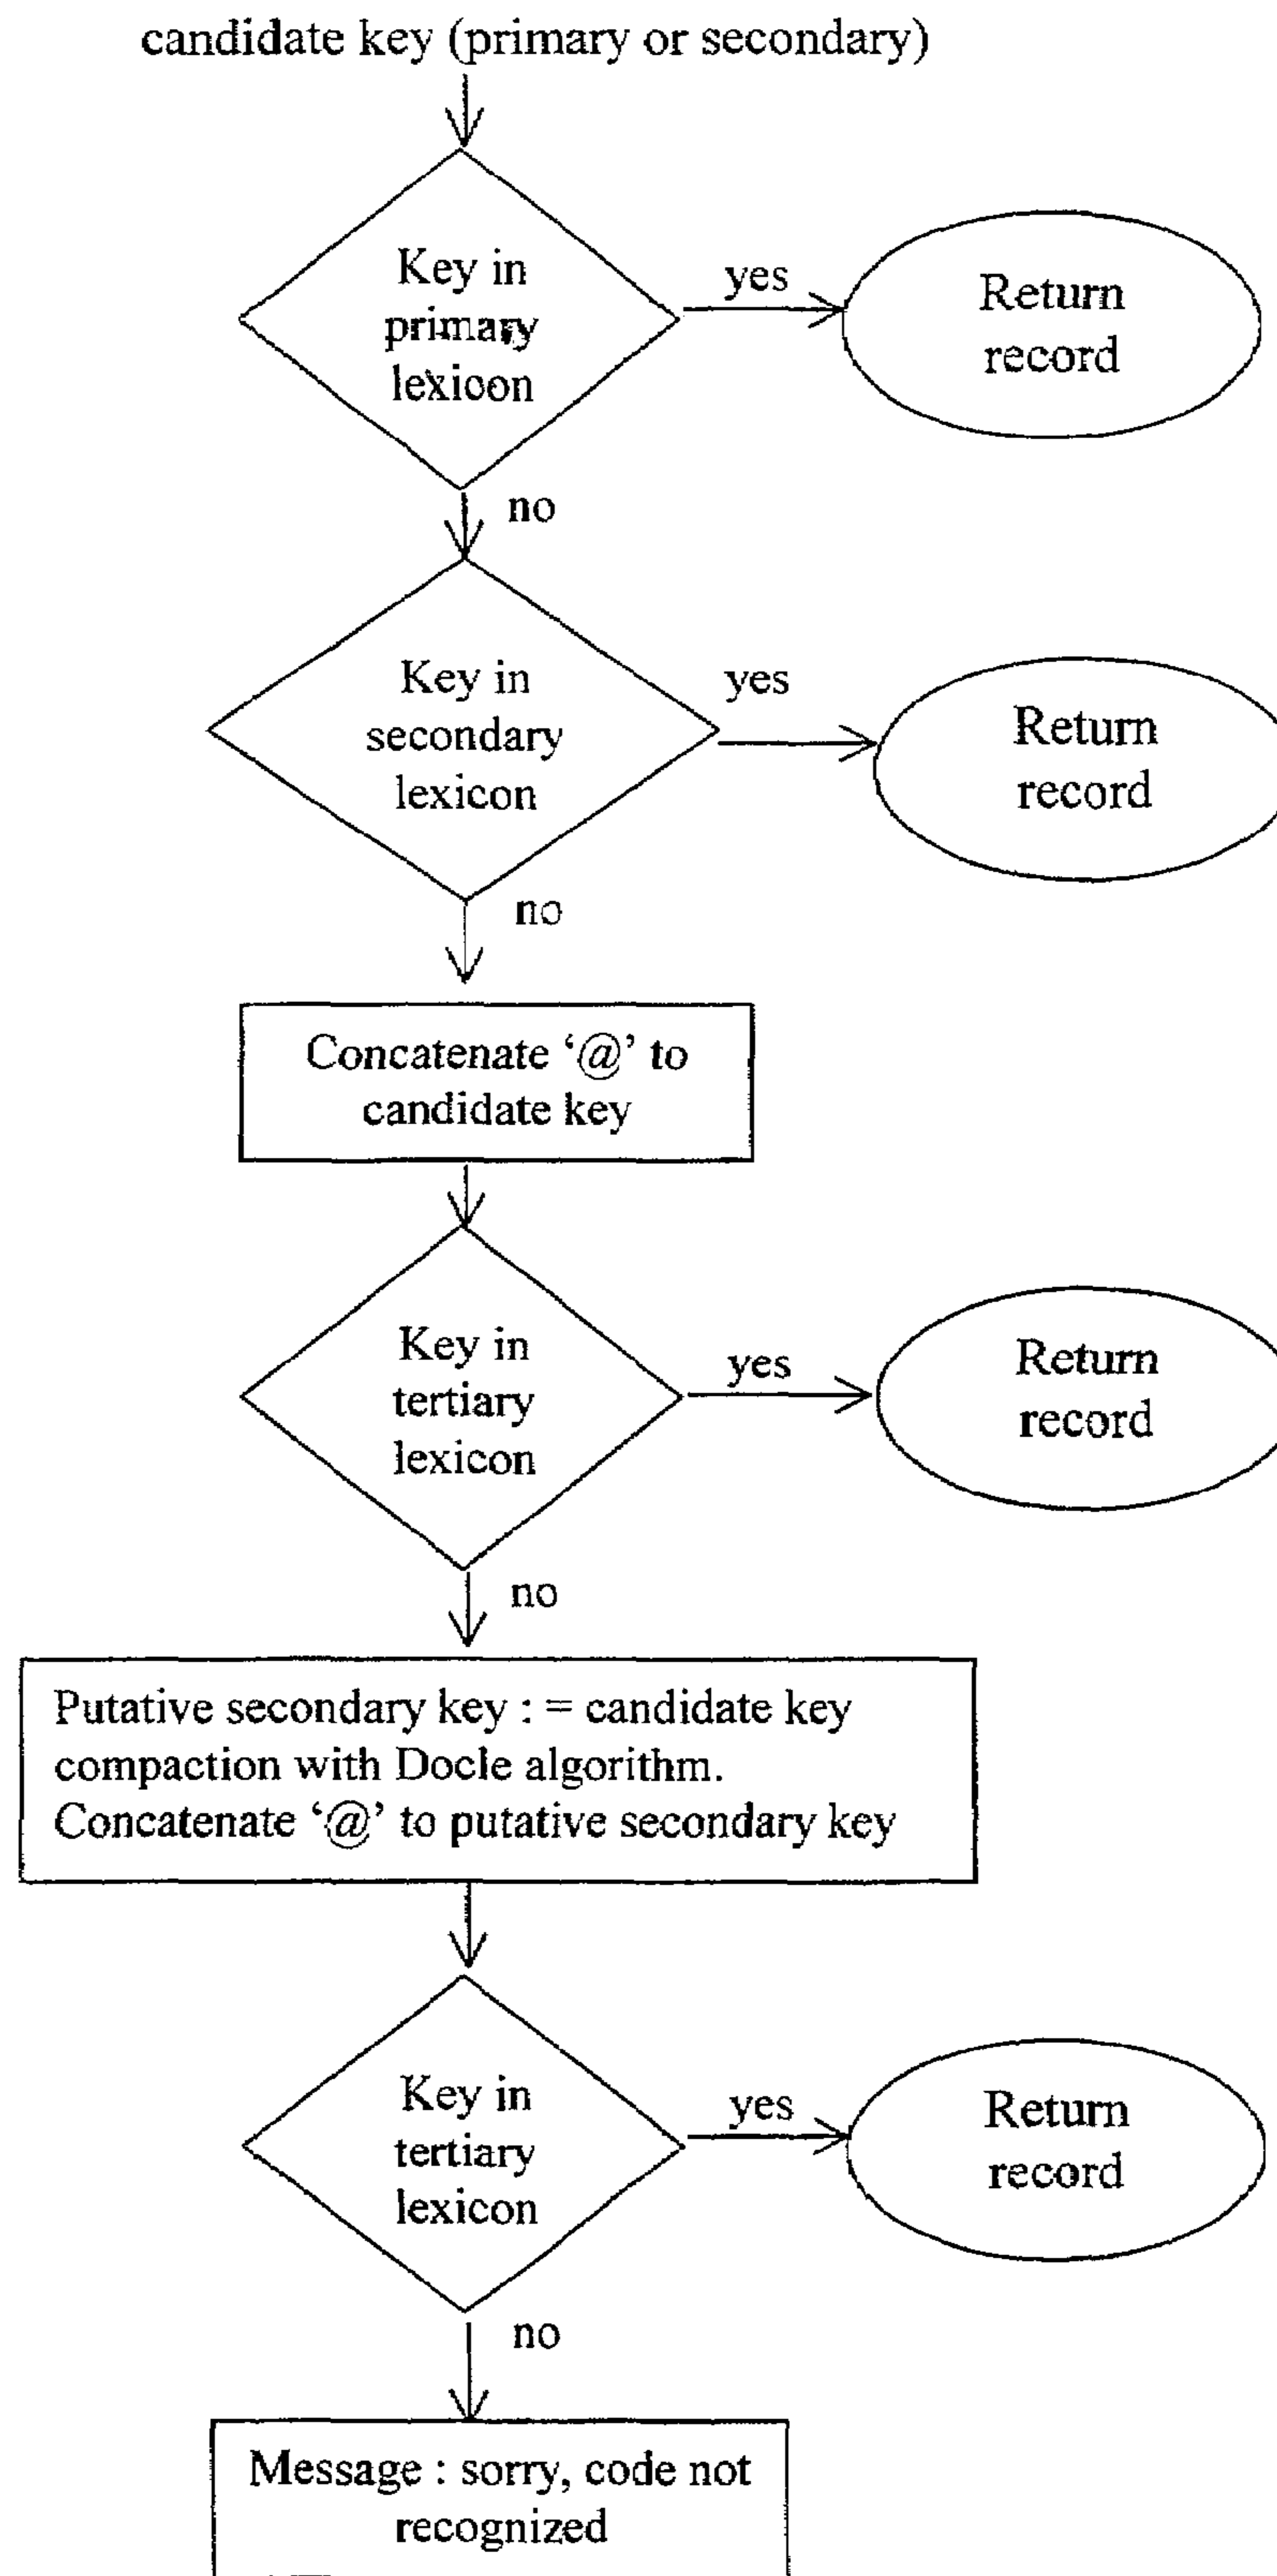 candidate key (primary or secondary)
Key in
primary
lexicon
yes
Return
record
no
Key in
secondary
lexicon
yes
Return
record
no
Concatenate ‘@’ to
candidate key
Key in
tertiary
lexicon
yes
Return
record
no
Putative secondary key : = candidate key
compaction with Docle algorithm.
Concatenate ‘@’ to putative secondary key
Key in
tertiary
lexicon
yes
Return
record
no
Message : sorry, code not
recognized